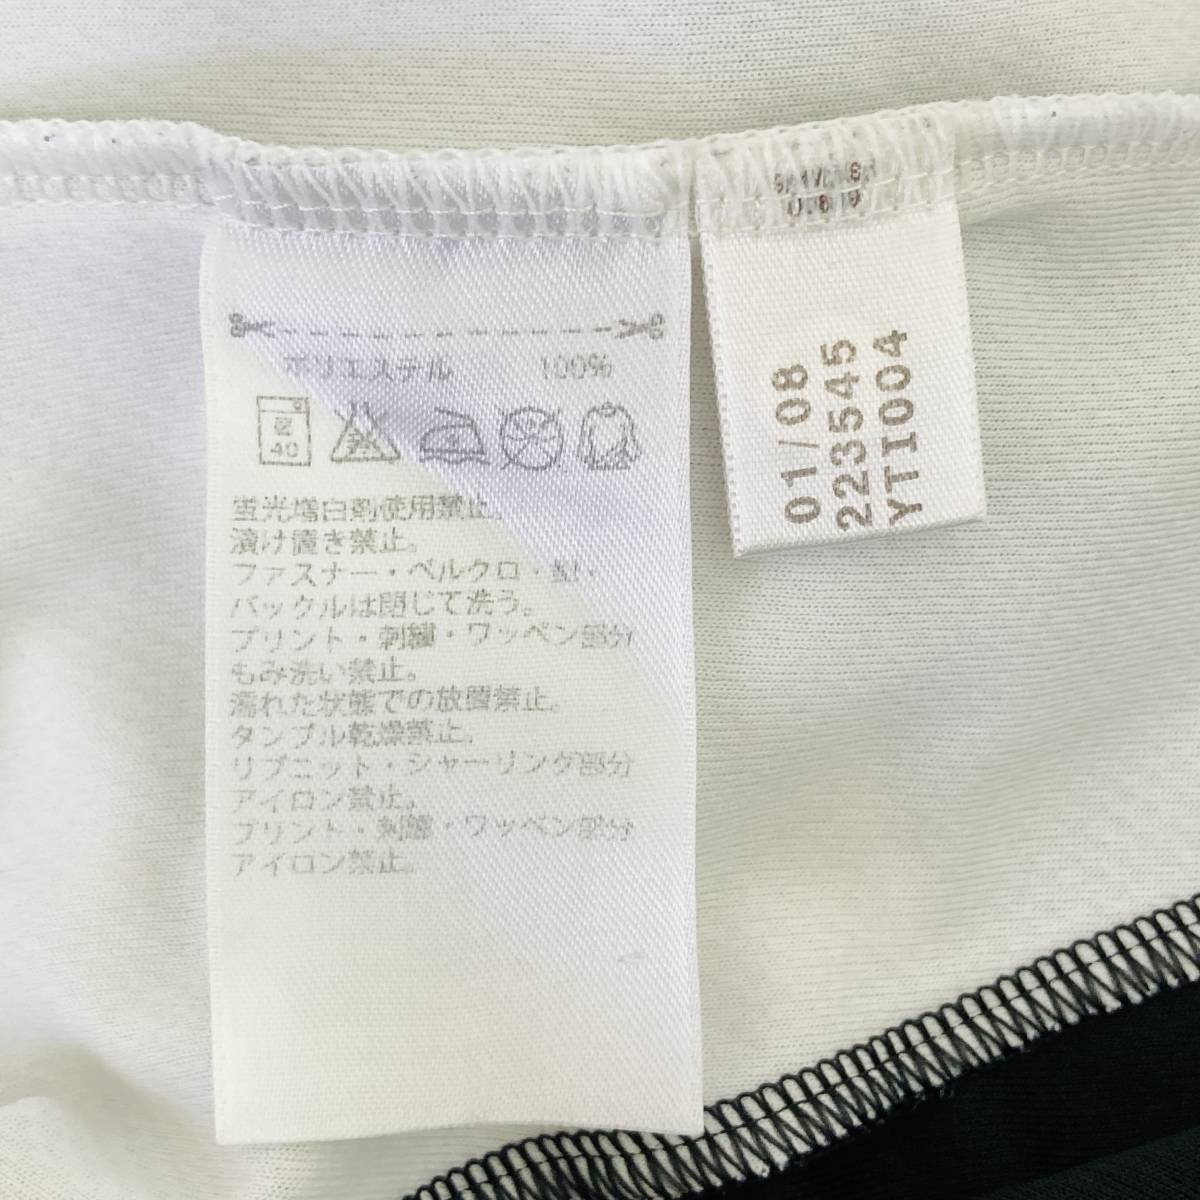 ポリエステル 100%
40
蛍光増白剤使用禁止。
漬け置き禁止。
ファスナー・ベルクロ・釦・
バックルは閉じて洗う。
プリント・刺繍・ワッペン部分
もみ洗い禁止。
濡れた状態での放置禁止。
タンブル乾燥禁止。
リブニット・シャーリング部分
アイロン禁止。
プリント・刺繍・ワッペン部分
アイロン禁止。
01/08
223545
YTI004